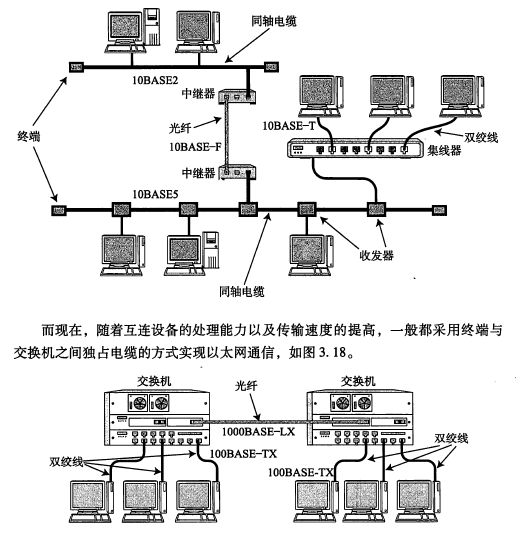 同轴电缆
10BASE2
中继器
光纤
10BASE-F
10BASE-T
双绞线
集线器
终端
中继器
10BASE5
收发器
同轴电缆
而现在，随着互连设备的处理能力以及传输速度的提高，一般都采用终端与
交换机之间独占电缆的方式实现以太网通信，如图3.18。
交换机
光纤
交换机
1000BASE-LX
双绞线
100BASE-TX
100BASE-TX
双绞线